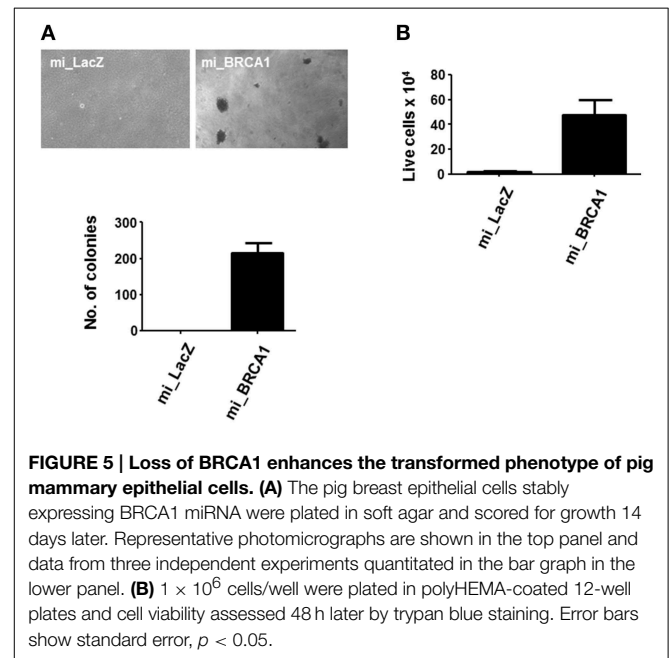 A
mi_LacZ
mi_BRCA1
No. of colonies
300
200
100
0
mi_LacZ
mi_BRCA1
B
Live cells x 10⁴
80
60
40
20
0
mi_LacZ
mi_BRCA1
FIGURE 5 | Loss of BRCA1 enhances the transformed phenotype of pig
mammary epithelial cells. (A) The pig breast epithelial cells stably
expressing BRCA1 miRNA were plated in soft agar and scored for growth 14
days later. Representative photomicrographs are shown in the top panel and
data from three independent experiments quantitated in the bar graph in the
lower panel. (B) 1 × 10⁶ cells/well were plated in polyHEMA-coated 12-well
plates and cell viability assessed 48 h later by trypan blue staining. Error bars
show standard error, p < 0.05.